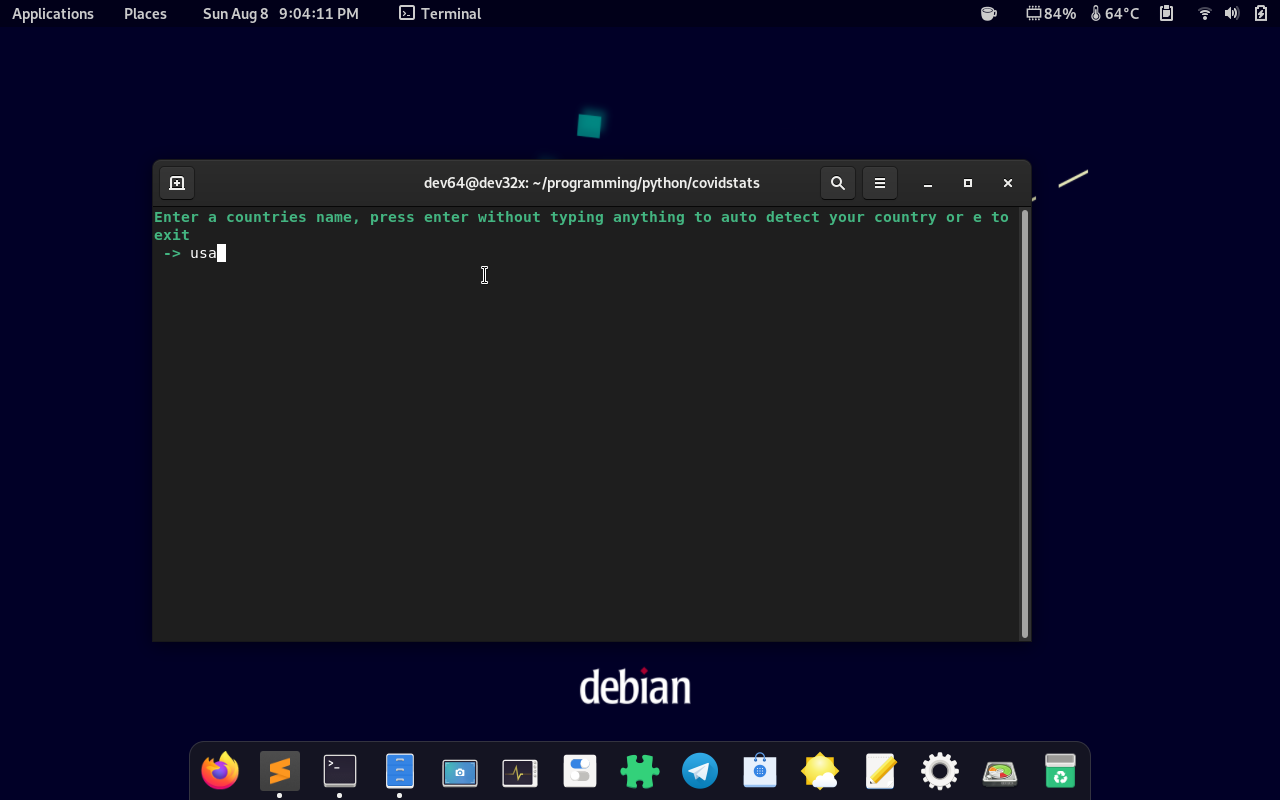 Applications Places Sun Aug 8 9:04:11 PM Terminal 84% 64°C
dev64@dev32x: ~/programming/python/covidstats
Enter a countries name, press enter without typing anything to auto detect your country or e to
exit
-> usa
debian